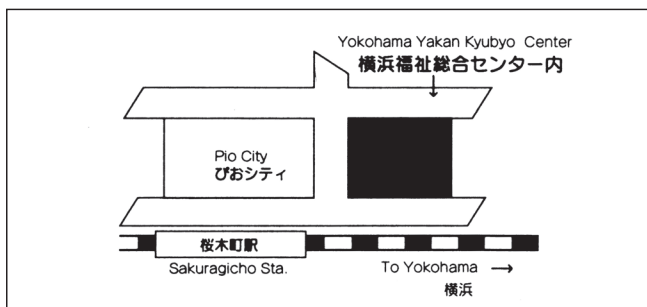 Yokohama Yakan Kyubyo Center
横浜福祉総合センター内
Pio City
ぴおシティ
桜木町駅
Sakuragicho Sta.
To Yokohama →
横浜